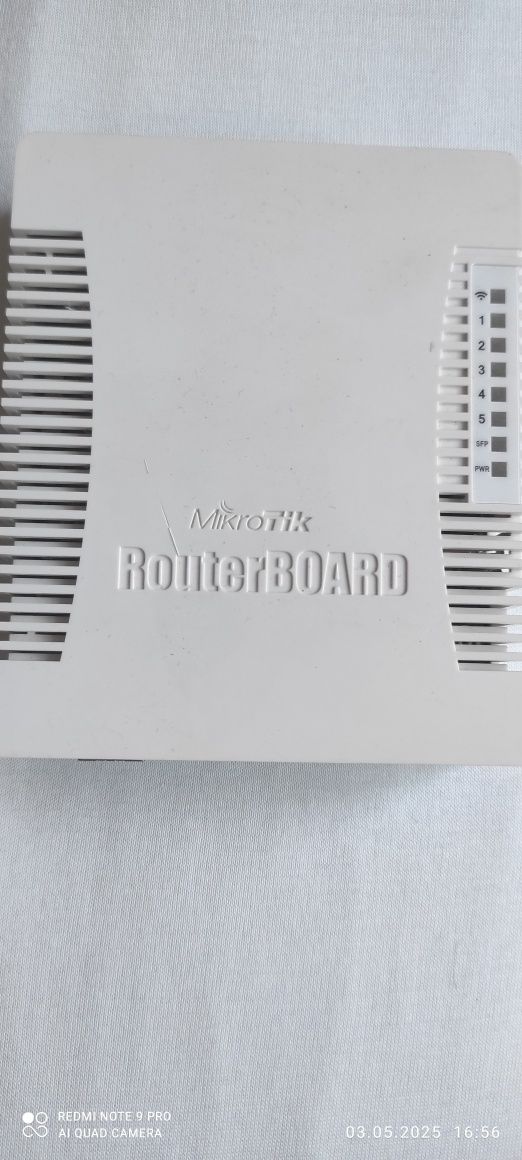 1
2
3
4
5
SFP
PWR
MikroTik
RouterBOARD
REDMI NOTE 9 PRO
AI QUAD CAMERA
03.05.2025 16:56